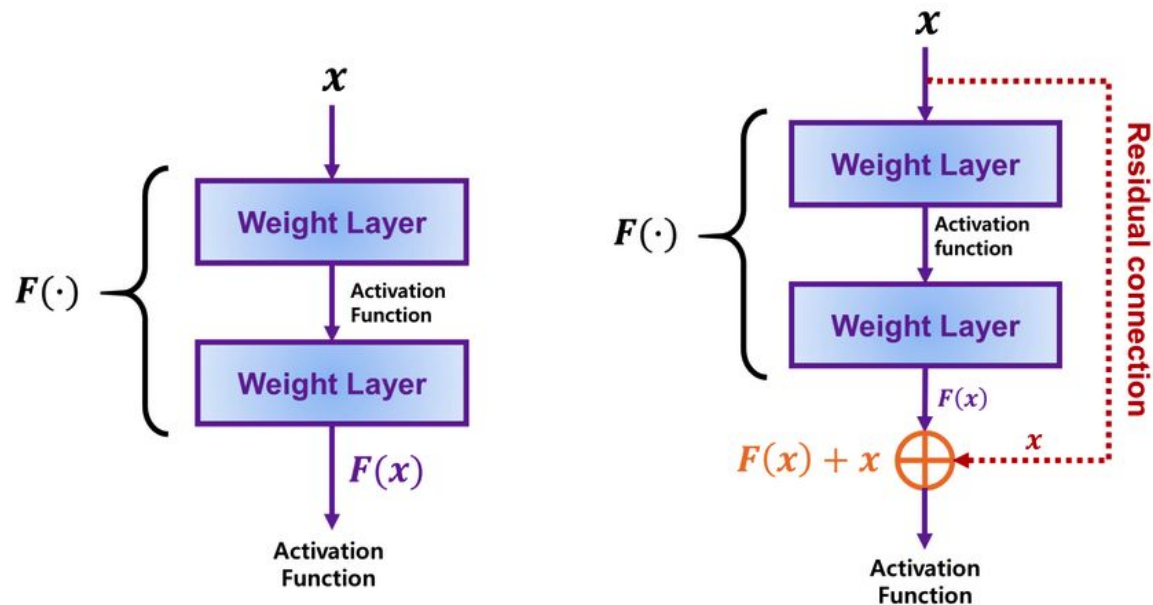 x
Weight Layer
F(·)
Activation
Function
Weight Layer
F(x)
Activation
Function
x
Weight Layer
F(·)
Activation
function
Weight Layer
F(x)
F(x) + x
x
Residual connection
Activation
Function